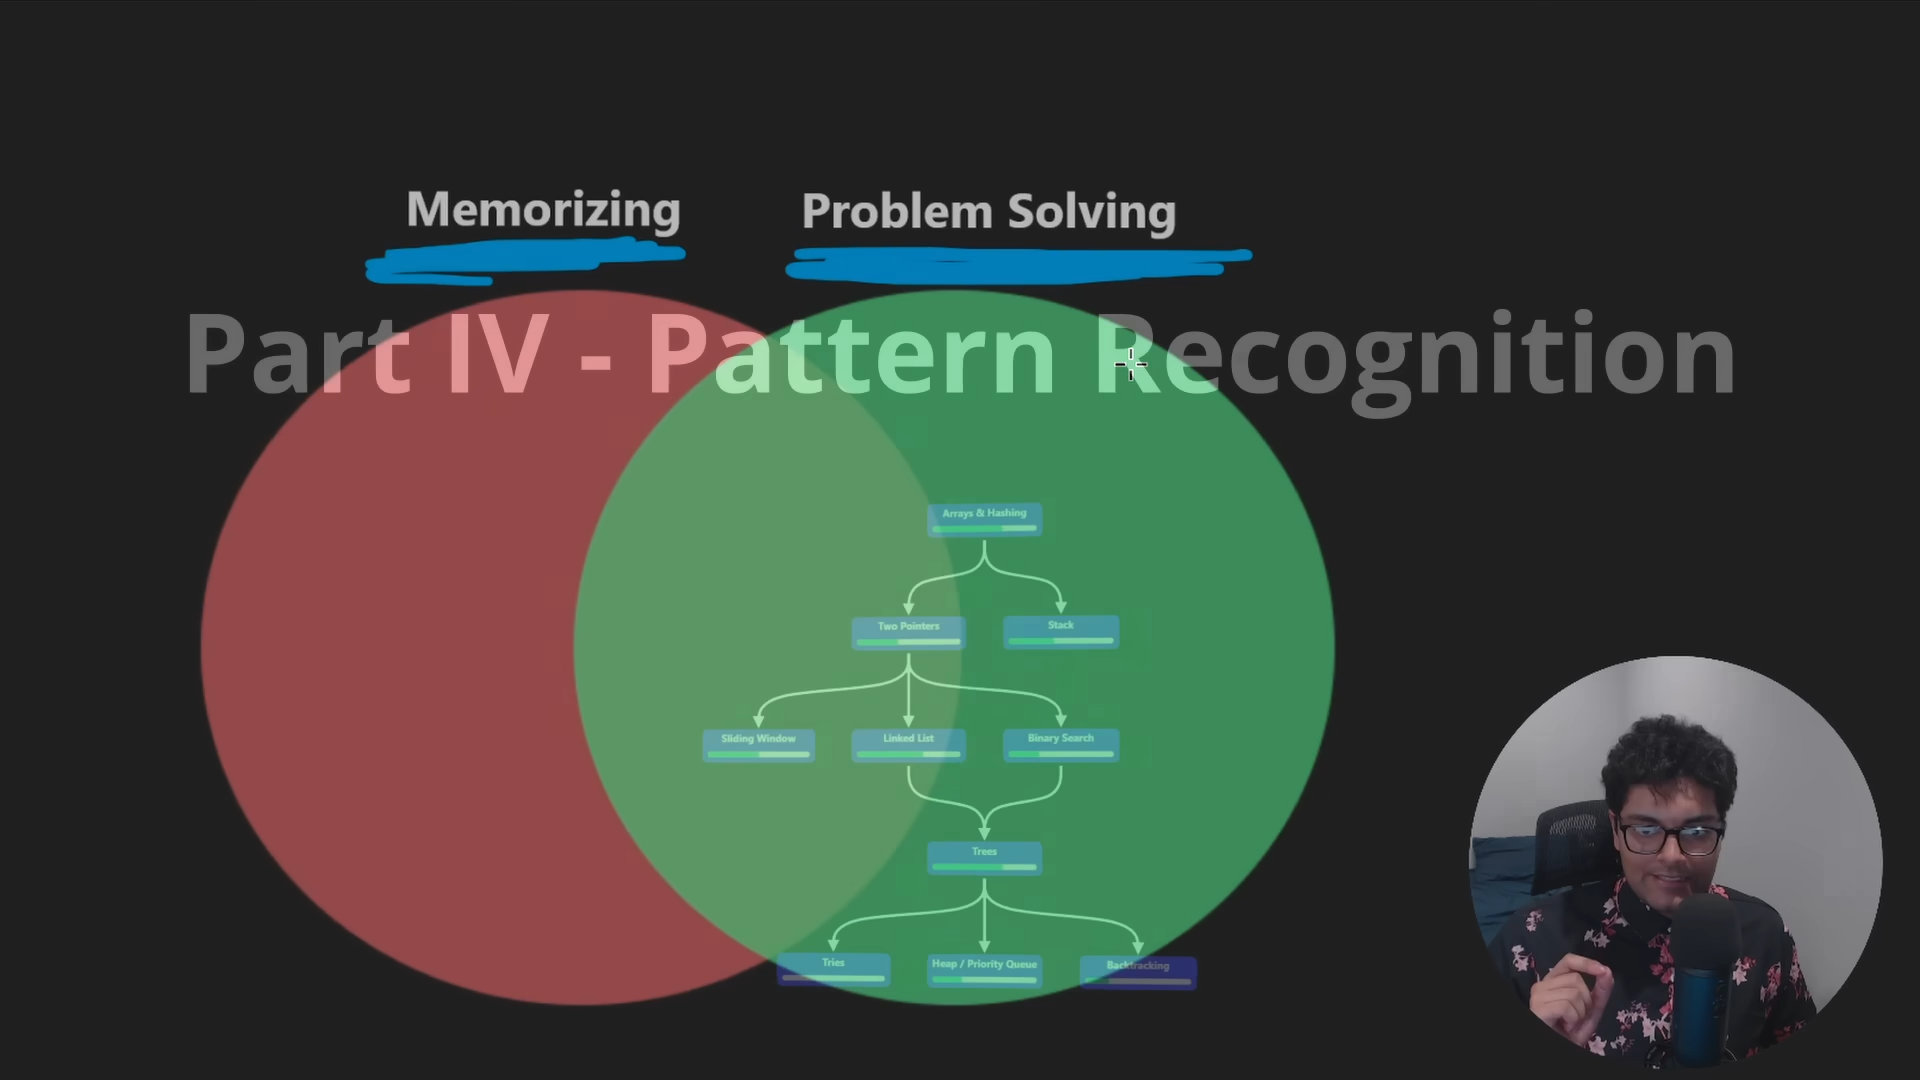 Memorizing Problem Solving
Part IV - Pattern Recognition
Arrays & Hashing
Two Pointers Stack
Sliding Window Linked List Binary Search
Trees
Tries Heap / Priority Queue Backtracking